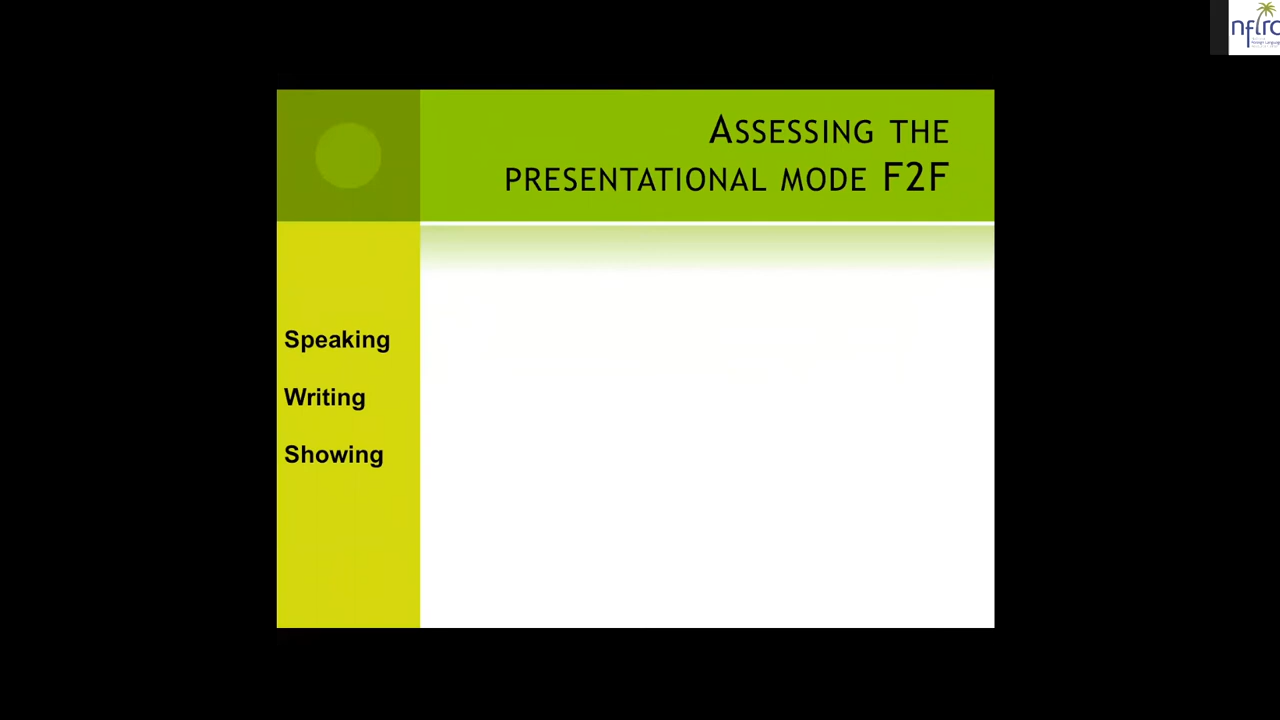 nflrc
ASSESSING THE
PRESENTATIONAL MODE F2F
Speaking
Writing
Showing